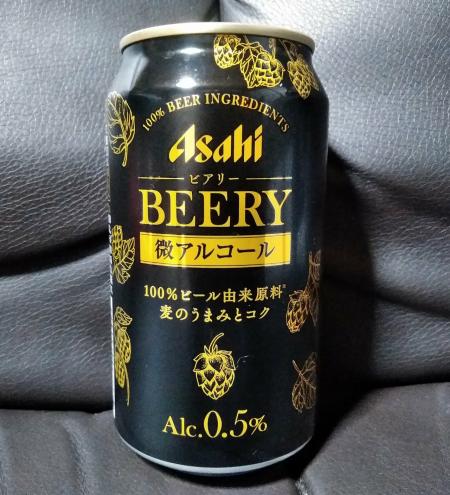 100% BEER INGREDIENTS
Asahi
ビアリー
BEERY
微アルコール
100%ビール由来原料※
麦のうまみとコク
Alc.0.5%